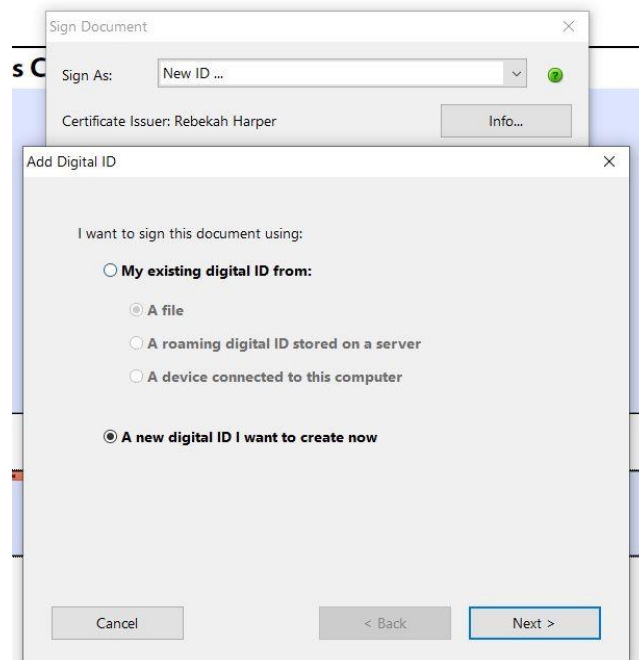 Sign Document
s C
Sign As: New ID ...
Certificate Issuer: Rebekah Harper Info...
Add Digital ID
I want to sign this document using:
My existing digital ID from:
A file
A roaming digital ID stored on a server
A device connected to this computer
A new digital ID I want to create now
Cancel < Back Next >